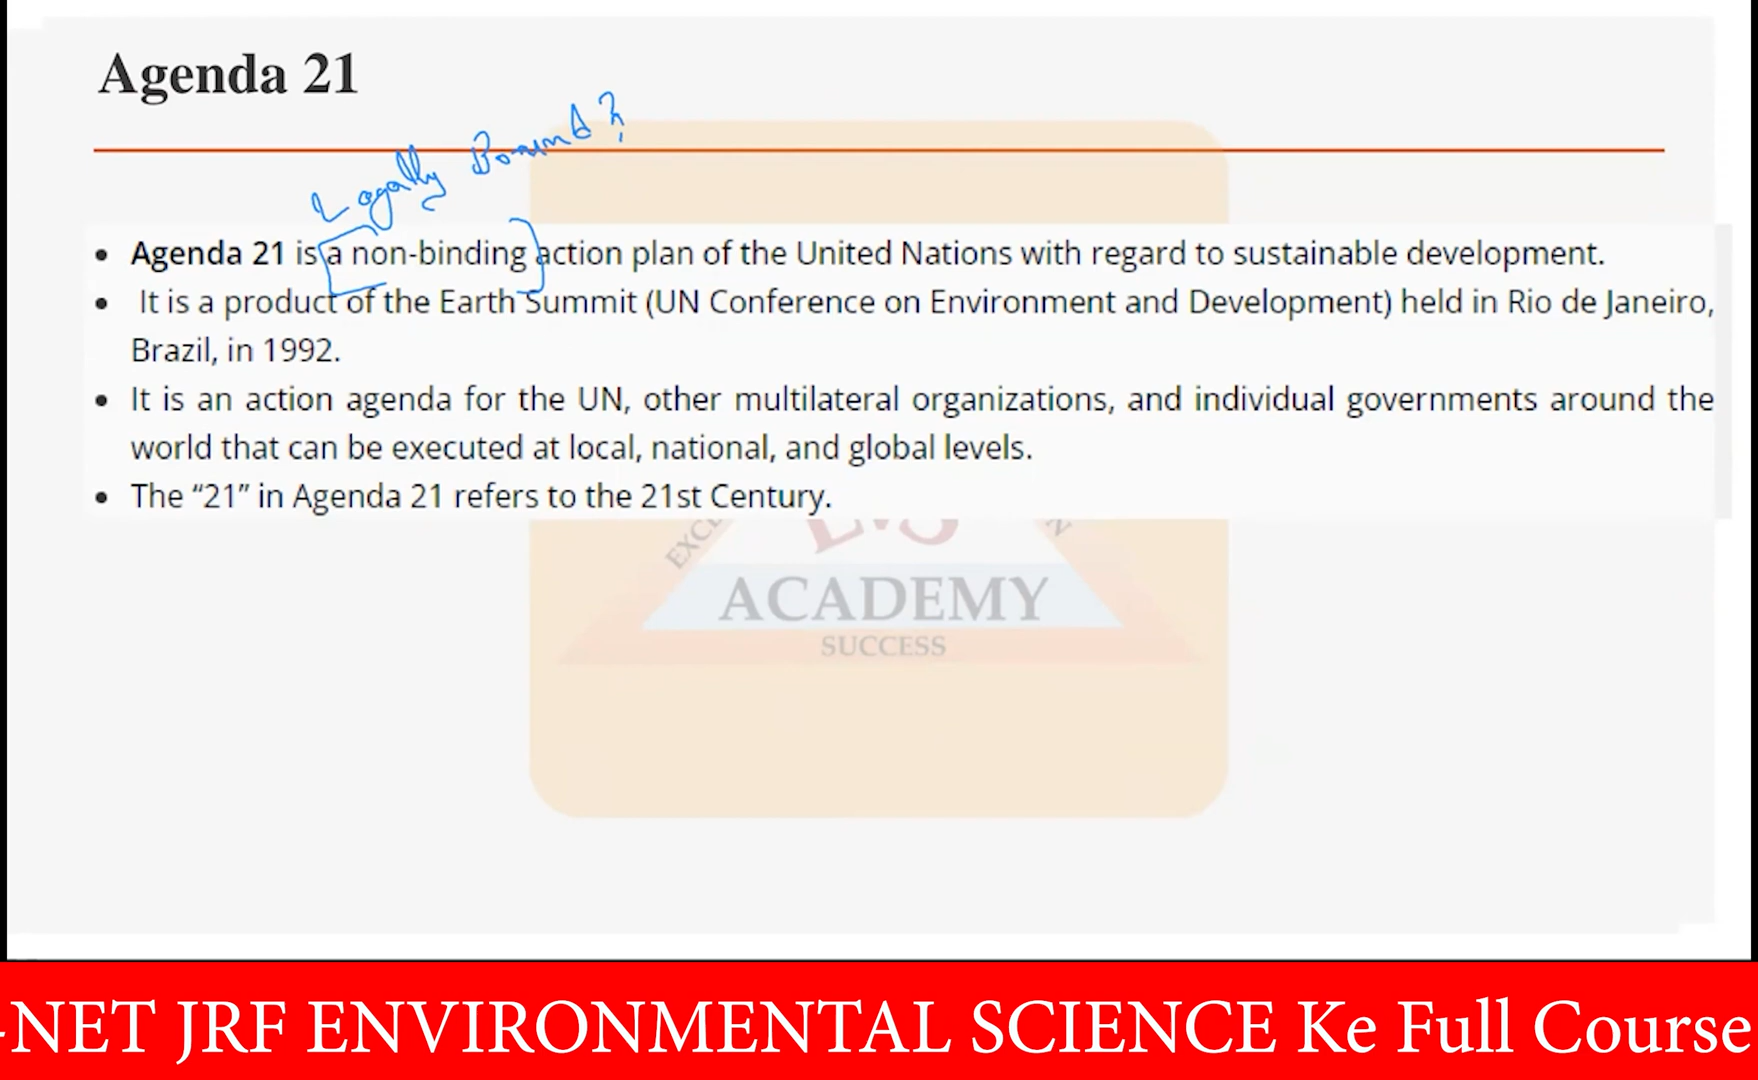 Agenda 21
Legally Bound?
• Agenda 21 is a non-binding action plan of the United Nations with regard to sustainable development.
• It is a product of the Earth Summit (UN Conference on Environment and Development) held in Rio de Janeiro,
Brazil, in 1992.
• It is an action agenda for the UN, other multilateral organizations, and individual governments around the
world that can be executed at local, national, and global levels.
• The “21” in Agenda 21 refers to the 21st Century.
ACADEMY
SUCCESS
-NET JRF ENVIRONMENTAL SCIENCE Ke Full Course